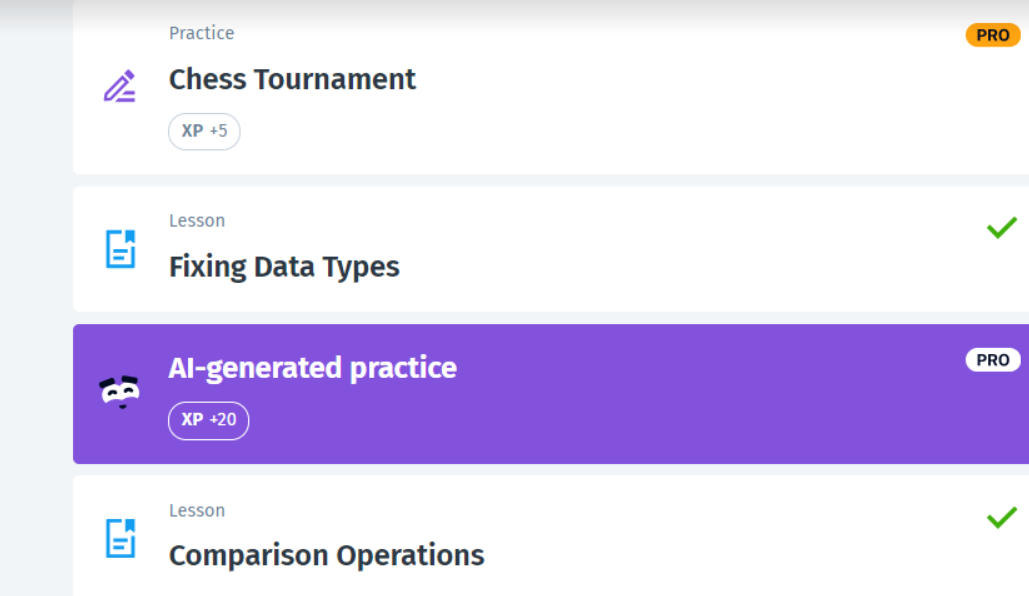 Practice
PRO
Chess Tournament
XP +5
Lesson
Fixing Data Types
AI-generated practice
PRO
XP +20
Lesson
Comparison Operations